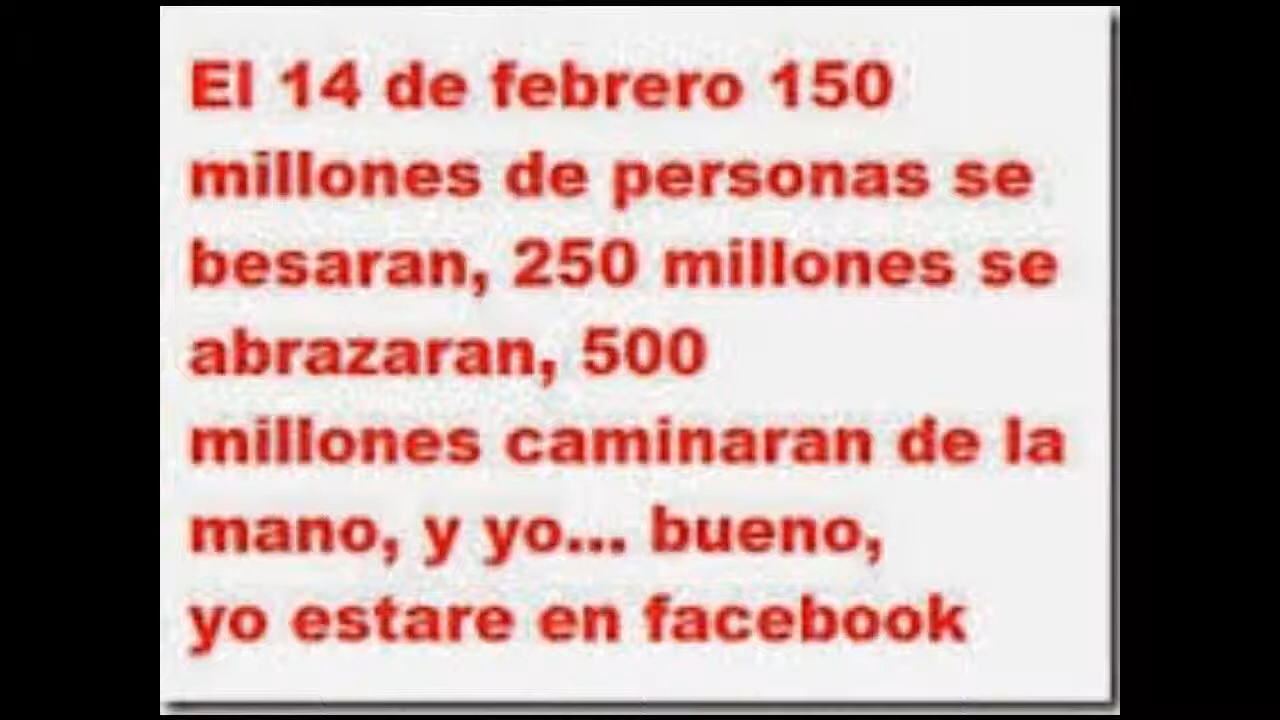 El 14 de febrero 150
millones de personas se
besaran, 250 millones se
abrazaran, 500
millones caminaran de la
mano, y yo... bueno,
yo estare en facebook